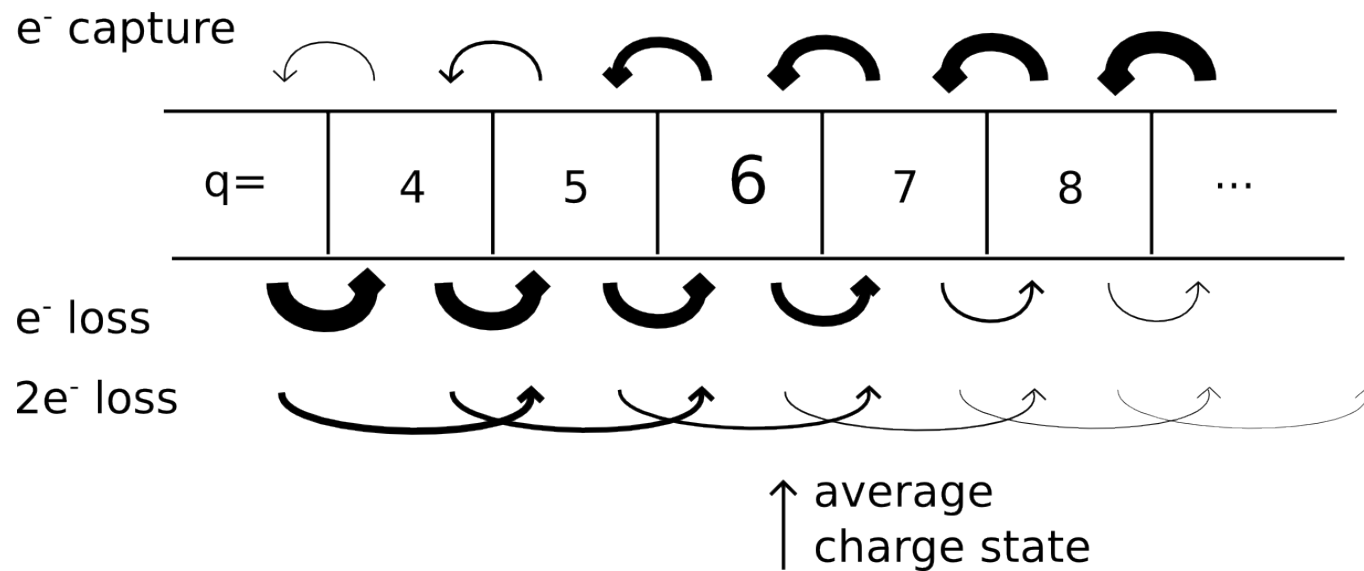 e⁻ capture
q= 4 5 6 7 8 ...
e⁻ loss
2e⁻ loss
average
charge state